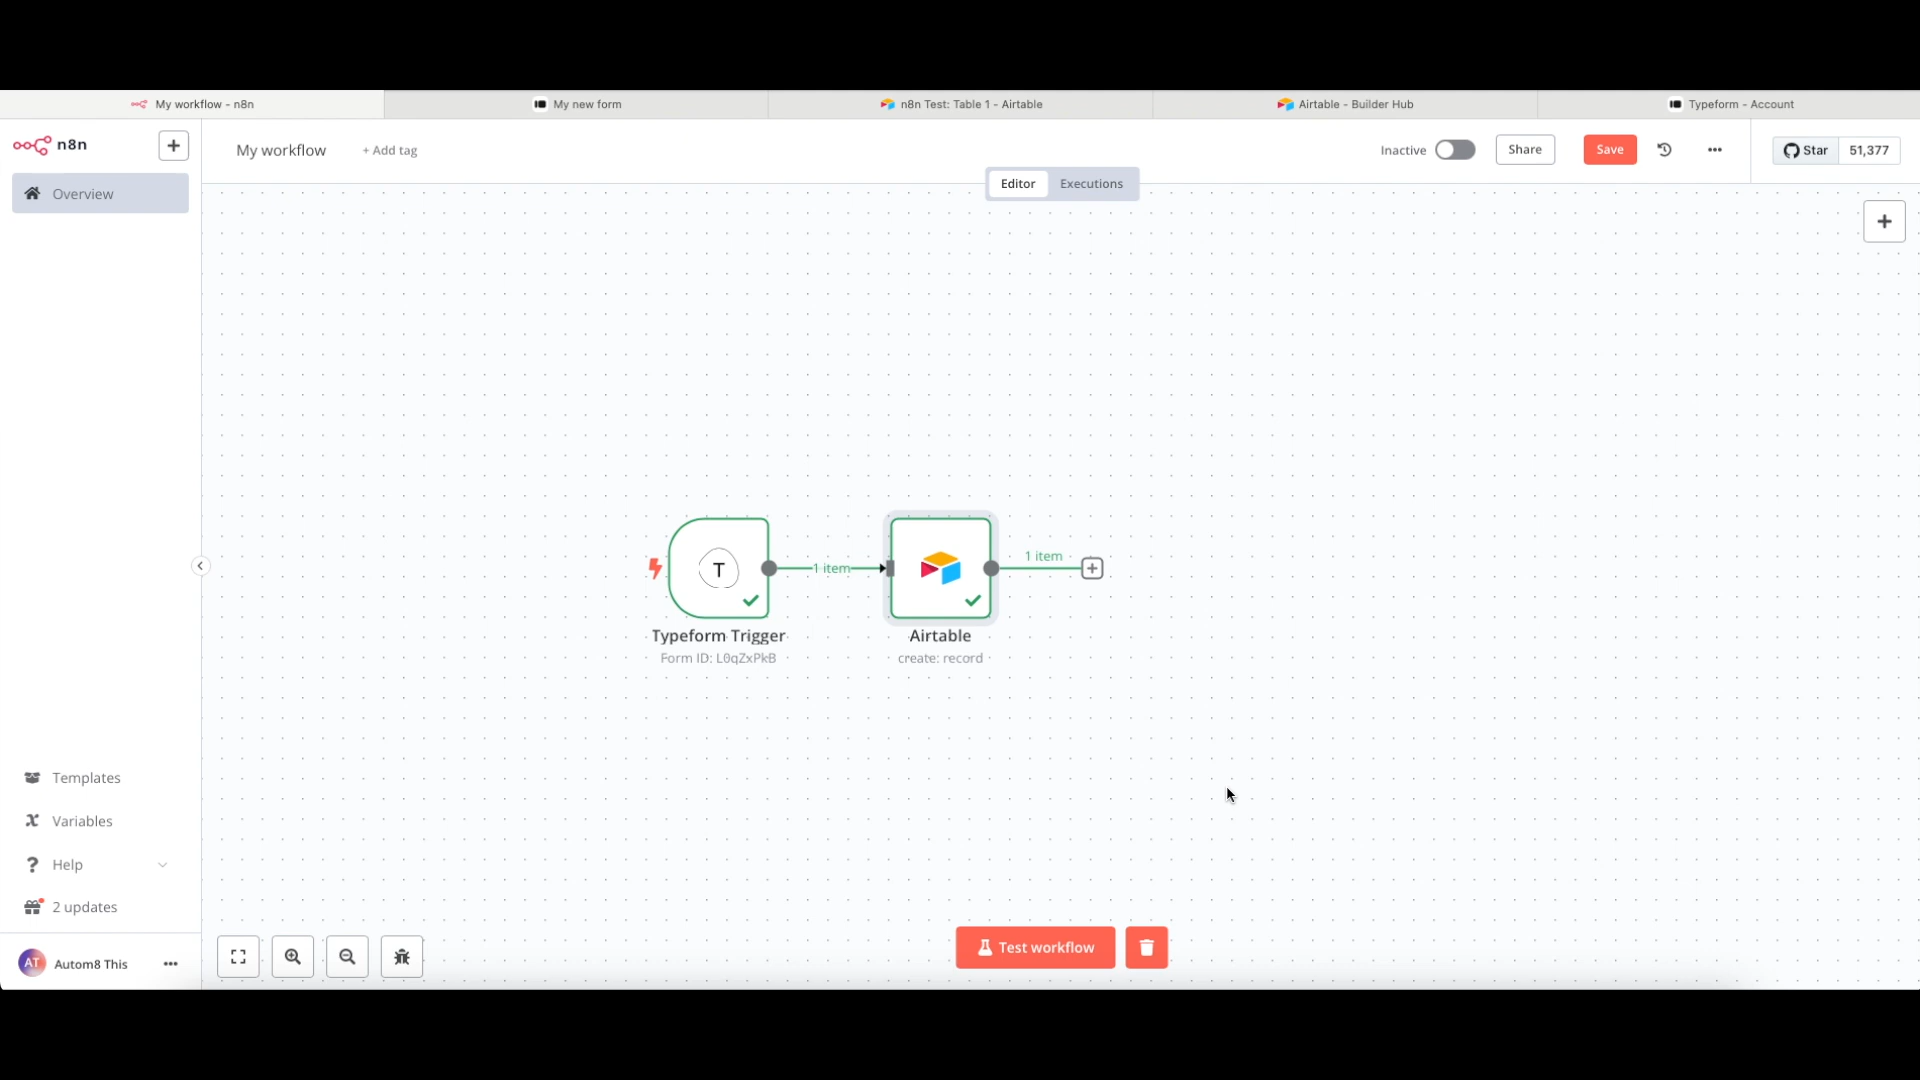 My workflow - n8n
My new form
n8n Test: Table 1 - Airtable
Airtable - Builder Hub
Typeform - Account
n8n
+
My workflow
+ Add tag
Inactive
Share
Save
Star
51,377
Overview
Editor
Executions
1 item
1 item
T
Typeform Trigger
Form ID: L0qZxPkB
Airtable
create: record
Templates
Variables
? Help
2 updates
Test workflow
AT
Autom8 This